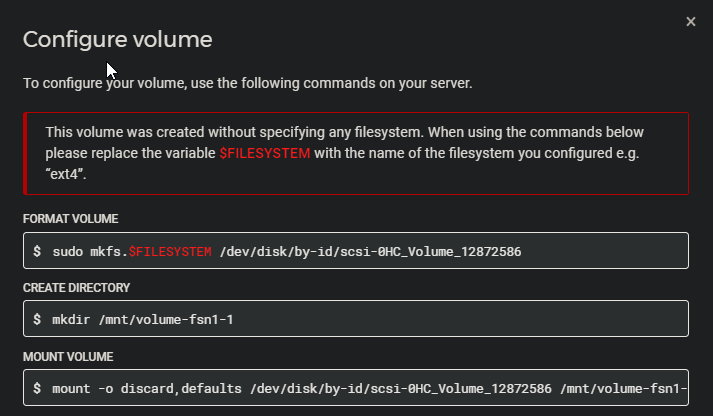 Configure volume
×
To configure your volume, use the following commands on your server.
This volume was created without specifying any filesystem. When using the commands below
please replace the variable $FILESYSTEM with the name of the filesystem you configured e.g.
“ext4”.
FORMAT VOLUME
$ sudo mkfs.$FILESYSTEM /dev/disk/by-id/scsi-0HC_Volume_12872586
CREATE DIRECTORY
$ mkdir /mnt/volume-fsn1-1
MOUNT VOLUME
$ mount -o discard,defaults /dev/disk/by-id/scsi-0HC_Volume_12872586 /mnt/volume-fsn1-